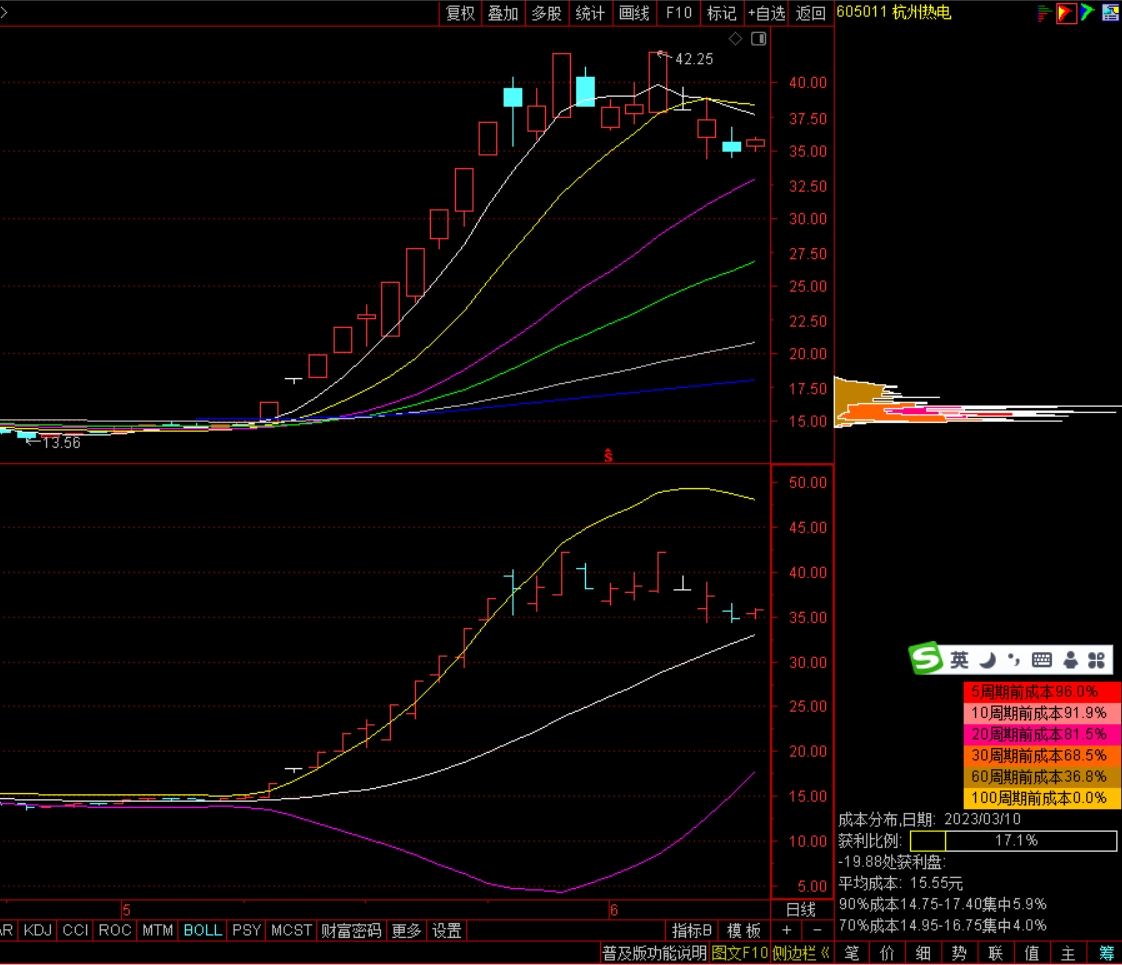 复权 叠加 多股 统计 画线 F10 标记 +自选 返回 605011 杭州热电
42.25
40.00
37.50
35.00
32.50
30.00
27.50
25.00
22.50
20.00
17.50
15.00
13.56
ŝ
50.00
45.00
40.00
35.00
30.00
25.00
20.00
15.00
10.00
5.00
英
5周期前成本96.0%
10周期前成本91.9%
20周期前成本81.5%
30周期前成本68.5%
60周期前成本36.8%
100周期前成本0.0%
成本分布,日期: 2023/03/10
获利比例: 17.1%
-19.88处获利盘:
平均成本: 15.55元
90%成本14.75-17.40集中5.9%
70%成本14.95-16.75集中4.0%
5 6 日线
AR KDJ CCI ROC MTM BOLL PSY MCST 财富密码 更多 设置 指标B 模板 + -
普及版功能说明 图文F10 侧边栏《 笔 价 细 势 联 值 主 筹